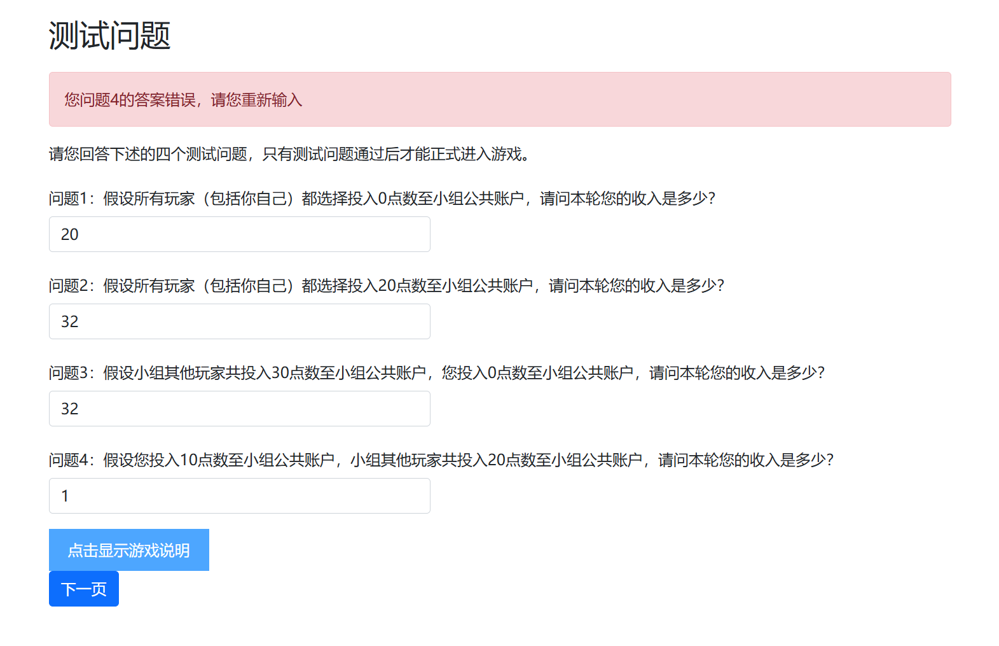 测试问题
您问题4的答案错误，请您重新输入
请您回答下述的四个测试问题，只有测试问题通过后才能正式进入游戏。
问题1：假设所有玩家（包括你自己）都选择投入0点数至小组公共账户，请问本轮您的收入是多少？
20
问题2：假设所有玩家（包括你自己）都选择投入20点数至小组公共账户，请问本轮您的收入是多少？
32
问题3：假设小组其他玩家共投入30点数至小组公共账户，您投入0点数至小组公共账户，请问本轮您的收入是多少？
32
问题4：假设您投入10点数至小组公共账户，小组其他玩家共投入20点数至小组公共账户，请问本轮您的收入是多少？
1
点击显示游戏说明
下一页